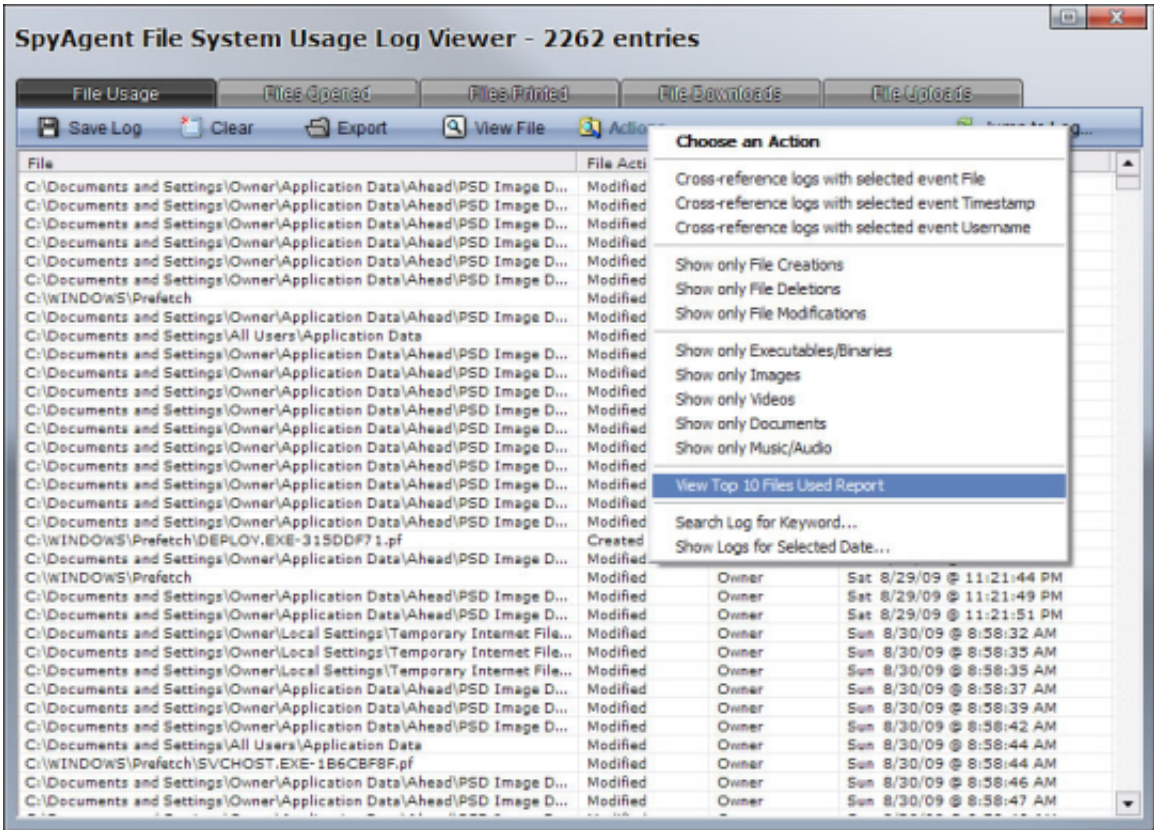 SpyAgent File System Usage Log Viewer - 2262 entries
File Usage Files Opened Files Printed File Downloads File Uploads
Save Log Clear Export View File Actions Jump to Log...
Choose an Action
File File Acti
Cross-reference logs with selected event File
Cross-reference logs with selected event Timestamp
Cross-reference logs with selected event Username
Show only File Creations
Show only File Deletions
Show only File Modifications
Show only Executables/Binaries
Show only Images
Show only Videos
Show only Documents
Show only Music/Audio
View Top 10 Files Used Report
Search Log for Keyword...
Show Logs for Selected Date...
C:\Documents and Settings\Owner\Application Data\Ahead\PSD Image D... Modified
C:\Documents and Settings\Owner\Application Data\Ahead\PSD Image D... Modified
C:\Documents and Settings\Owner\Application Data\Ahead\PSD Image D... Modified
C:\Documents and Settings\Owner\Application Data\Ahead\PSD Image D... Modified
C:\Documents and Settings\Owner\Application Data\Ahead\PSD Image D... Modified
C:\Documents and Settings\Owner\Application Data\Ahead\PSD Image D... Modified
C:\WINDOWS\Prefetch Modified
C:\Documents and Settings\Owner\Application Data\Ahead\PSD Image D... Modified
C:\Documents and Settings\All Users\Application Data Modified
C:\Documents and Settings\Owner\Application Data\Ahead\PSD Image D... Modified
C:\Documents and Settings\Owner\Application Data\Ahead\PSD Image D... Modified
C:\Documents and Settings\Owner\Application Data\Ahead\PSD Image D... Modified
C:\Documents and Settings\Owner\Application Data\Ahead\PSD Image D... Modified
C:\Documents and Settings\Owner\Application Data\Ahead\PSD Image D... Modified
C:\Documents and Settings\Owner\Application Data\Ahead\PSD Image D... Modified
C:\Documents and Settings\Owner\Application Data\Ahead\PSD Image D... Modified
C:\Documents and Settings\Owner\Application Data\Ahead\PSD Image D... Modified
C:\Documents and Settings\Owner\Application Data\Ahead\PSD Image D... Modified
C:\Documents and Settings\Owner\Application Data\Ahead\PSD Image D... Modified
C:\WINDOWS\Prefetch\DEPLOY.EXE-315DDF71.pf Created
C:\Documents and Settings\Owner\Application Data\Ahead\PSD Image D... Modified
C:\WINDOWS\Prefetch Modified Owner Sat 8/29/09 @ 11:21:44 PM
C:\Documents and Settings\Owner\Application Data\Ahead\PSD Image D... Modified Owner Sat 8/29/09 @ 11:21:49 PM
C:\Documents and Settings\Owner\Application Data\Ahead\PSD Image D... Modified Owner Sat 8/29/09 @ 11:21:51 PM
C:\Documents and Settings\Owner\Local Settings\Temporary Internet File... Modified Owner Sun 8/30/09 @ 8:58:32 AM
C:\Documents and Settings\Owner\Local Settings\Temporary Internet File... Modified Owner Sun 8/30/09 @ 8:58:35 AM
C:\Documents and Settings\Owner\Local Settings\Temporary Internet File... Modified Owner Sun 8/30/09 @ 8:58:35 AM
C:\Documents and Settings\Owner\Application Data\Ahead\PSD Image D... Modified Owner Sun 8/30/09 @ 8:58:37 AM
C:\Documents and Settings\Owner\Application Data\Ahead\PSD Image D... Modified Owner Sun 8/30/09 @ 8:58:39 AM
C:\Documents and Settings\Owner\Application Data\Ahead\PSD Image D... Modified Owner Sun 8/30/09 @ 8:58:42 AM
C:\Documents and Settings\All Users\Application Data Modified Owner Sun 8/30/09 @ 8:58:44 AM
C:\WINDOWS\Prefetch\SVCHOST.EXE-1B6CBF8F.pf Modified Owner Sun 8/30/09 @ 8:58:44 AM
C:\Documents and Settings\Owner\Application Data\Ahead\PSD Image D... Modified Owner Sun 8/30/09 @ 8:58:46 AM
C:\Documents and Settings\Owner\Application Data\Ahead\PSD Image D... Modified Owner Sun 8/30/09 @ 8:58:47 AM